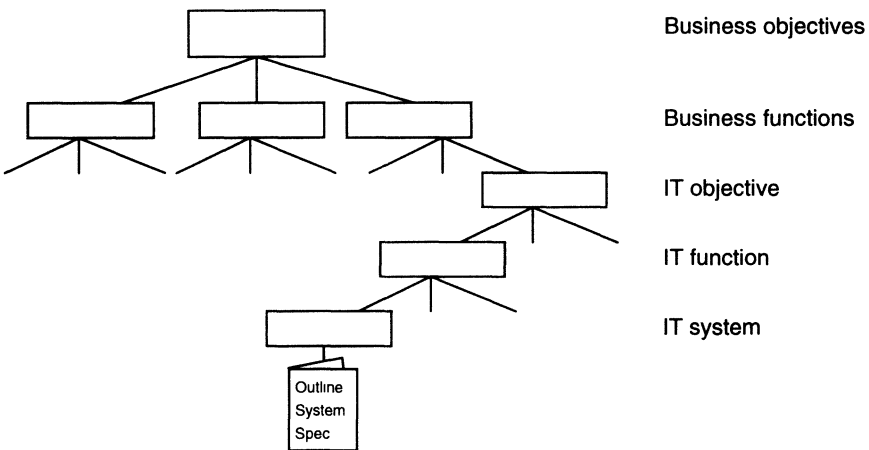 Business objectives
Business functions
IT objective
IT function
IT system
Outline
System
Spec